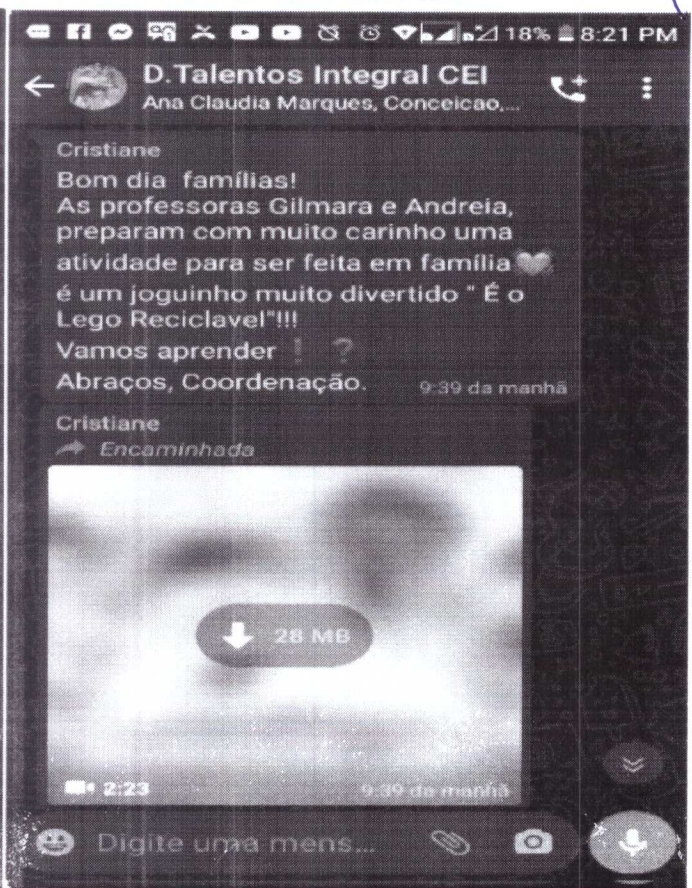 18% 8:21 PM
D.Talentos Integral CEI
Ana Claudia Marques, Conceicao,...
Cristiane
Bom dia famílias!
As professoras Gilmara e Andreia,
preparam com muito carinho uma
atividade para ser feita em família
é um joguinho muito divertido " É o
Lego Reciclavel"!!!
Vamos aprender ! ?
Abraços, Coordenação. 9:39 da manhã
Cristiane
Encaminhada
28 MB
2:23 9:39 da manhã
Digite uma mens...